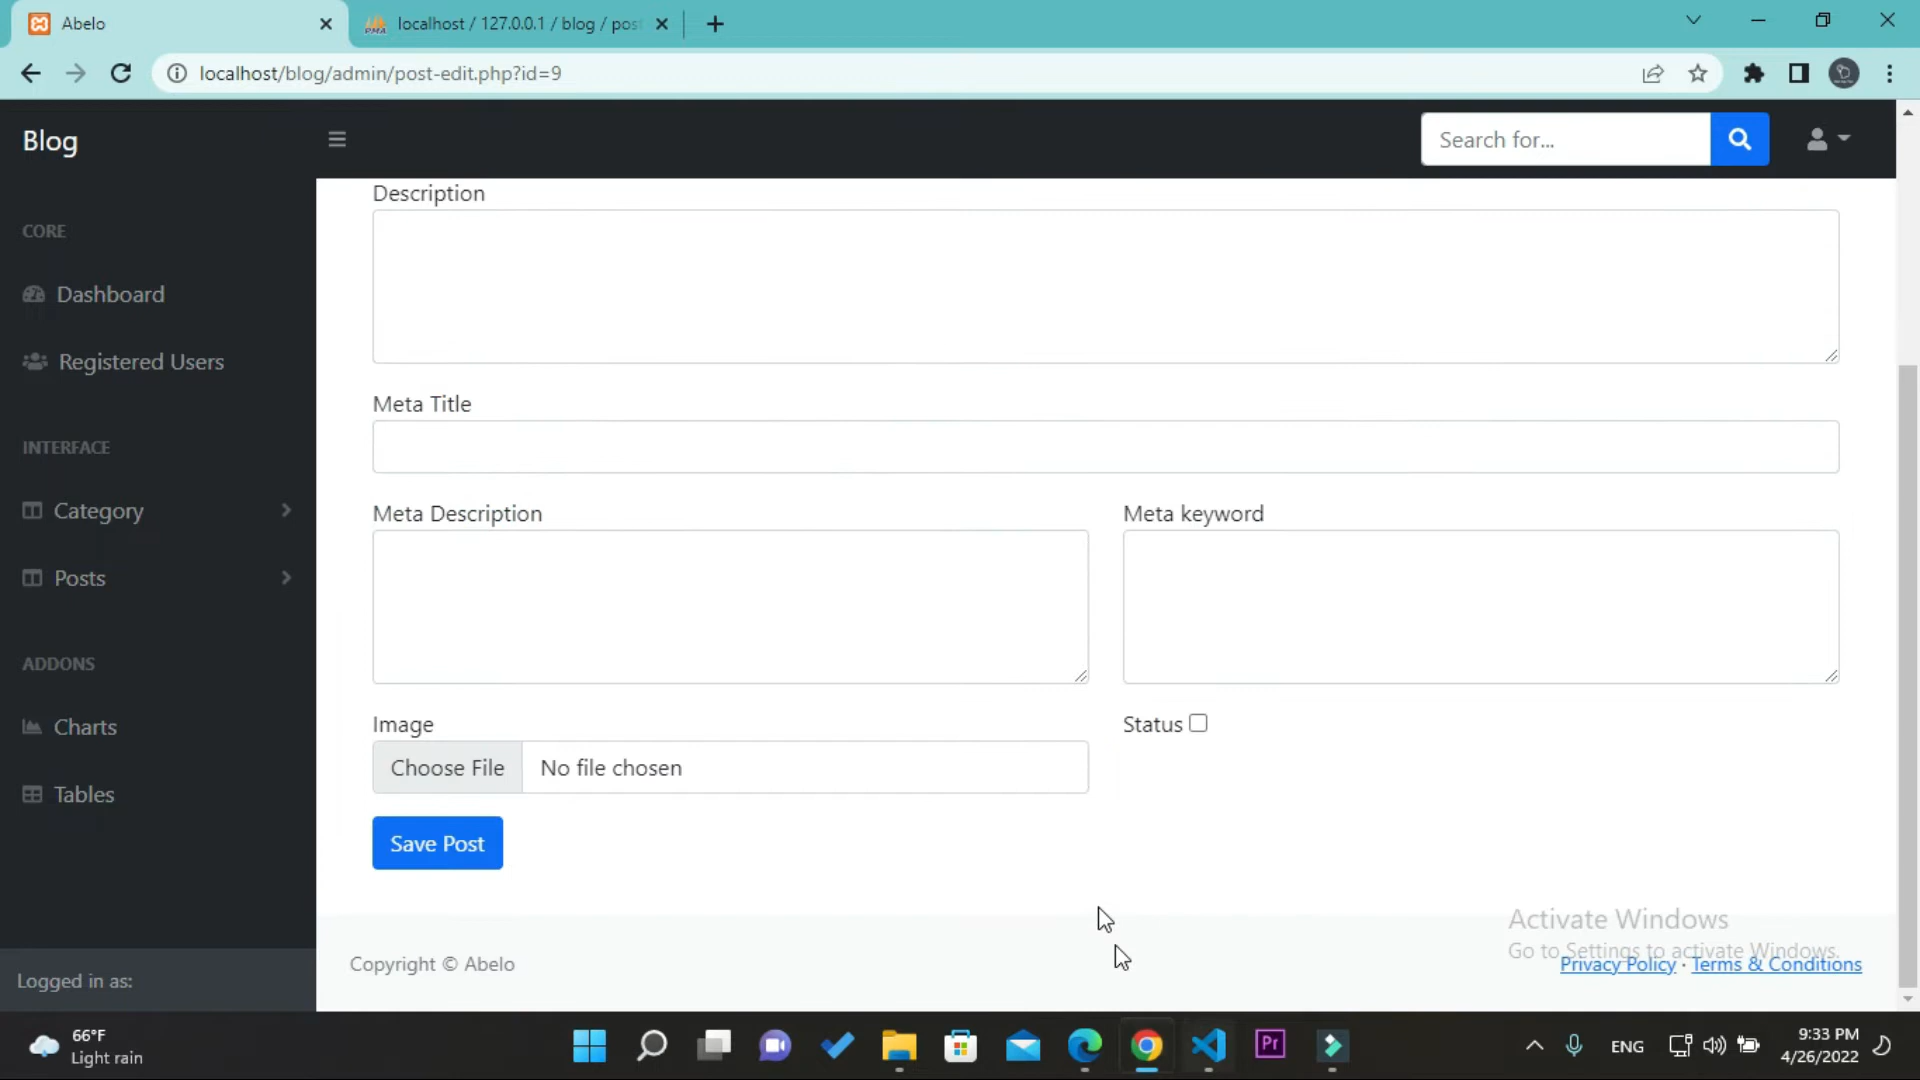 Abelo
localhost / 127.0.0.1 / blog / post
localhost/blog/admin/post-edit.php?id=9
Blog
Search for...
CORE
Dashboard
Registered Users
INTERFACE
Category
Posts
ADDONS
Charts
Tables
Logged in as:
Description
Meta Title
Meta Description
Meta keyword
Image
Status
Choose File
No file chosen
Save Post
Activate Windows
Go to Settings to activate Windows.
Copyright © Abelo
Privacy Policy · Terms & Conditions
66°F
Light rain
Pr
ENG
9:33 PM
4/26/2022